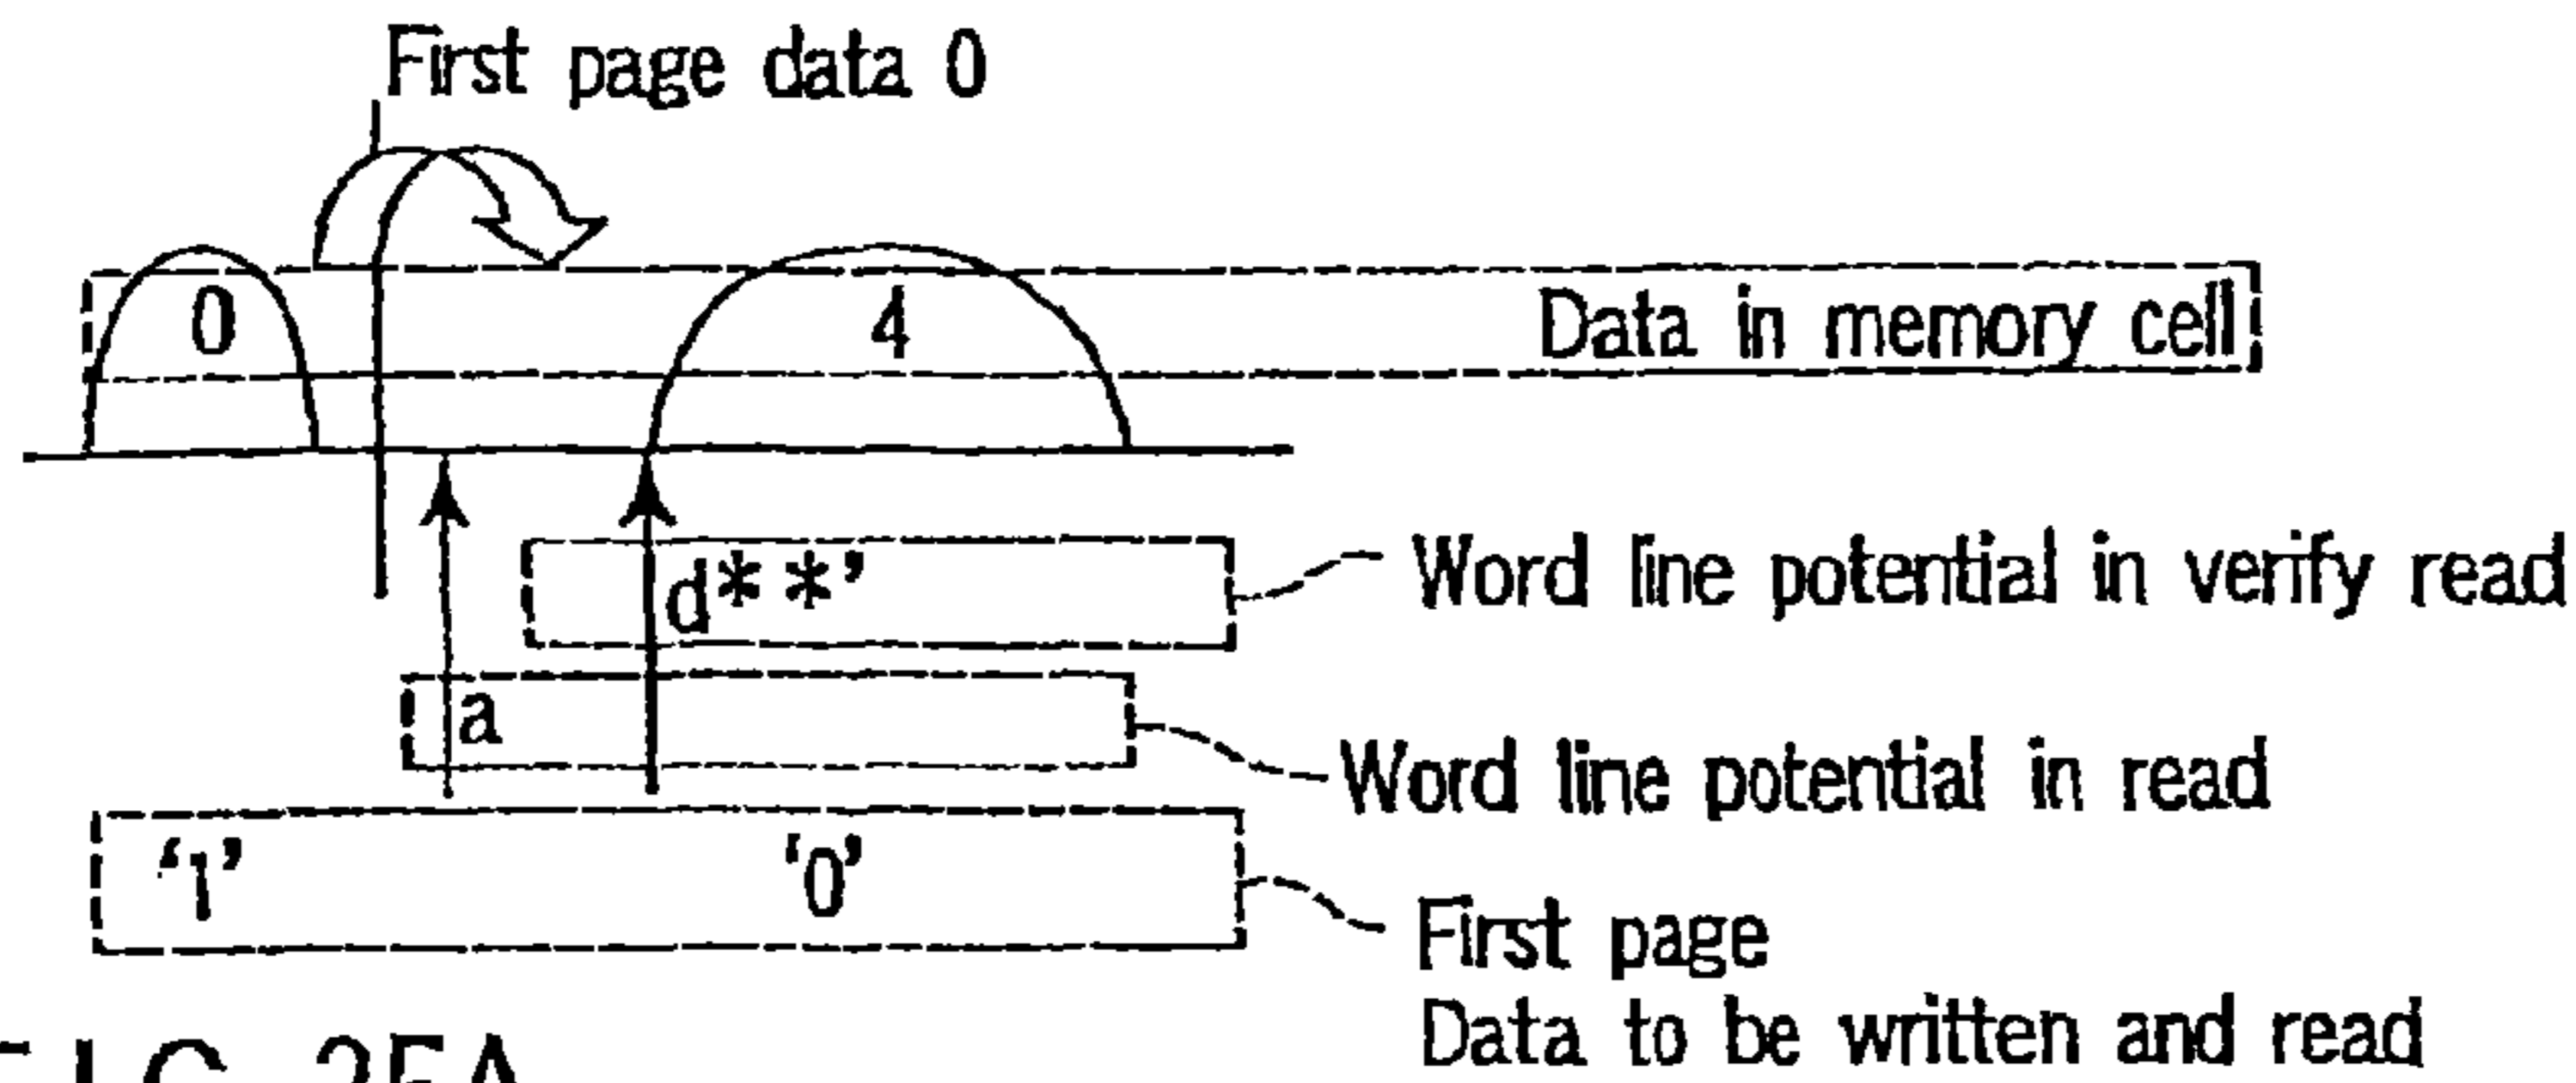 First page data 0
0 4 Data in memory cell
d**' Word line potential in verify read
a Word line potential in read
'1' '0'
First page
Data to be written and read